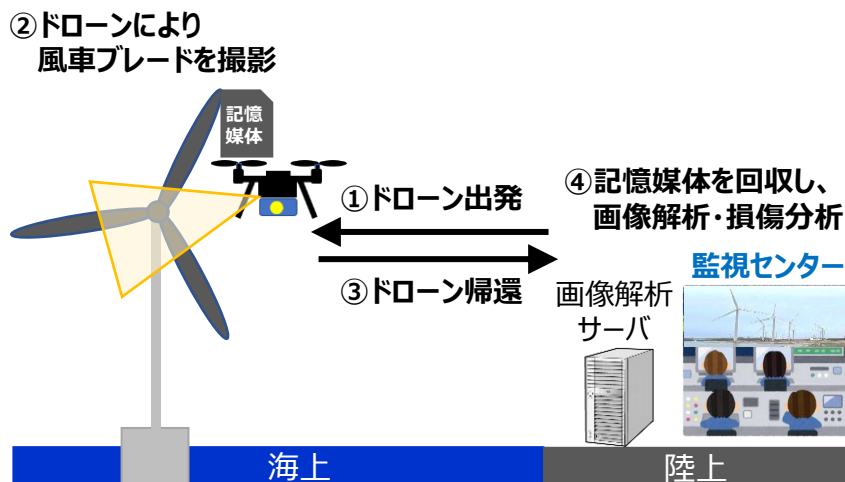 ②ドローンにより
風車ブレードを撮影
記憶
媒体
①ドローン出発
④記憶媒体を回収し、
画像解析・損傷分析
③ドローン帰還
監視センター
画像解析
サーバ
海上
陸上